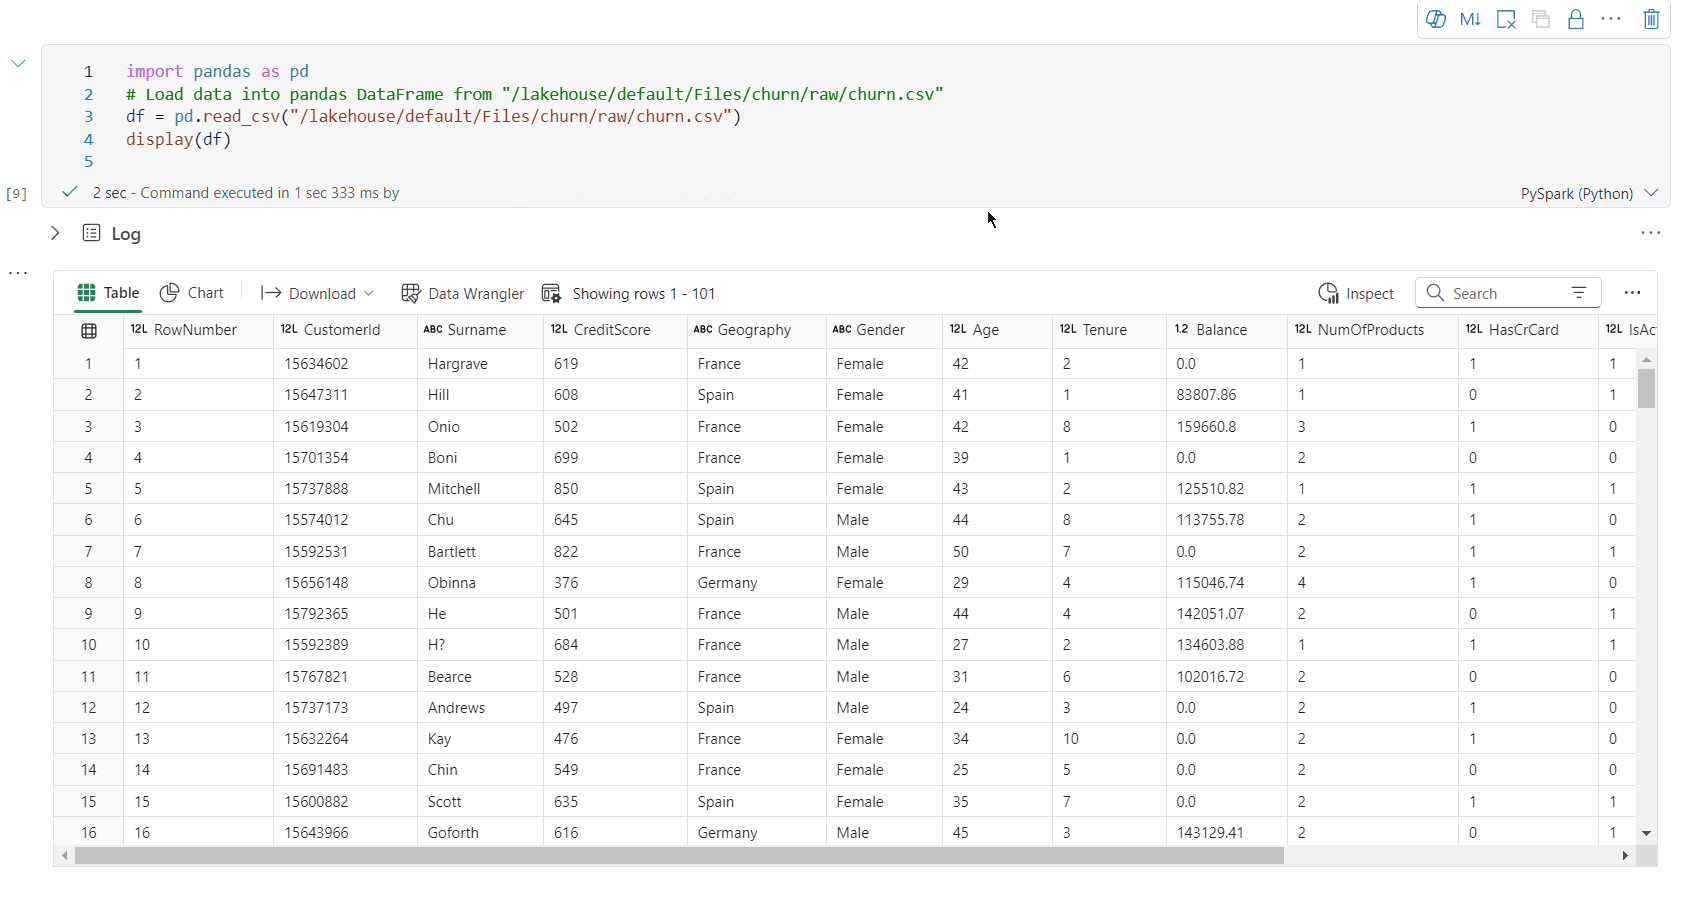 M↓
1 import pandas as pd
2 # Load data into pandas DataFrame from "/lakehouse/default/Files/churn/raw/churn.csv"
3 df = pd.read_csv("/lakehouse/default/Files/churn/raw/churn.csv")
4 display(df)
5
[9] 2 sec - Command executed in 1 sec 333 ms by PySpark (Python)
Log
Table Chart Download Data Wrangler Showing rows 1 - 101 Inspect Search
12L RowNumber 12L CustomerId ABC Surname 12L CreditScore ABC Geography ABC Gender 12L Age 12L Tenure 1.2 Balance 12L NumOfProducts 12L HasCrCard 12L IsAc
1 1 15634602 Hargrave 619 France Female 42 2 0.0 1 1 1
2 2 15647311 Hill 608 Spain Female 41 1 83807.86 1 0 1
3 3 15619304 Onio 502 France Female 42 8 159660.8 3 1 0
4 4 15701354 Boni 699 France Female 39 1 0.0 2 0 0
5 5 15737888 Mitchell 850 Spain Female 43 2 125510.82 1 1 1
6 6 15574012 Chu 645 Spain Male 44 8 113755.78 2 1 0
7 7 15592531 Bartlett 822 France Male 50 7 0.0 2 1 1
8 8 15656148 Obinna 376 Germany Female 29 4 115046.74 4 1 0
9 9 15792365 He 501 France Male 44 4 142051.07 2 0 1
10 10 15592389 H? 684 France Male 27 2 134603.88 1 1 1
11 11 15767821 Bearce 528 France Male 31 6 102016.72 2 0 0
12 12 15737173 Andrews 497 Spain Male 24 3 0.0 2 1 0
13 13 15632264 Kay 476 France Female 34 10 0.0 2 1 0
14 14 15691483 Chin 549 France Female 25 5 0.0 2 0 0
15 15 15600882 Scott 635 Spain Female 35 7 0.0 2 1 1
16 16 15643966 Goforth 616 Germany Male 45 3 143129.41 2 0 1